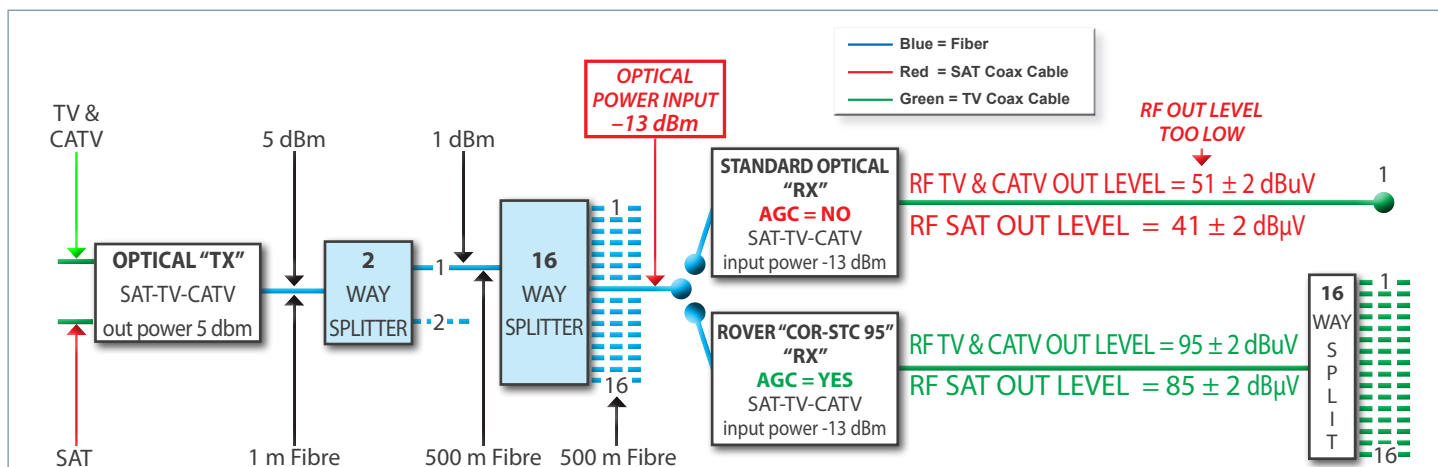 Blue = Fiber
Red = SAT Coax Cable
Green = TV Coax Cable
OPTICAL
POWER INPUT
–13 dBm
RF OUT LEVEL
TOO LOW
TV &
CATV
5 dBm
1 dBm
OPTICAL “TX”
SAT-TV-CATV
out power 5 dbm
SAT
1 m Fibre
2
WAY
SPLITTER
1
2
500 m Fibre
16
WAY
SPLITTER
1
16
500 m Fibre
STANDARD OPTICAL
“RX”
AGC = NO
SAT-TV-CATV
input power -13 dBm
RF TV & CATV OUT LEVEL = 51 ± 2 dBuV
RF SAT OUT LEVEL = 41 ± 2 dBµV
1
ROVER “COR-STC 95”
“RX”
AGC = YES
SAT-TV-CATV
input power -13 dBm
RF TV & CATV OUT LEVEL = 95 ± 2 dBuV
RF SAT OUT LEVEL = 85 ± 2 dBµV
16
WAY
S
P
L
I
T
1
16